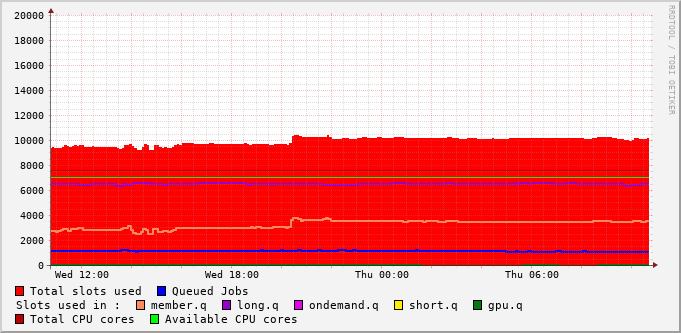 20000
18000
16000
14000
12000
10000
8000
6000
4000
2000
0
Wed 12:00 Wed 18:00 Thu 00:00 Thu 06:00
RRDTOOL / TOBI OETIKER
Total slots used Queued Jobs
Slots used in : member.q long.q ondemand.q short.q gpu.q
Total CPU cores Available CPU cores